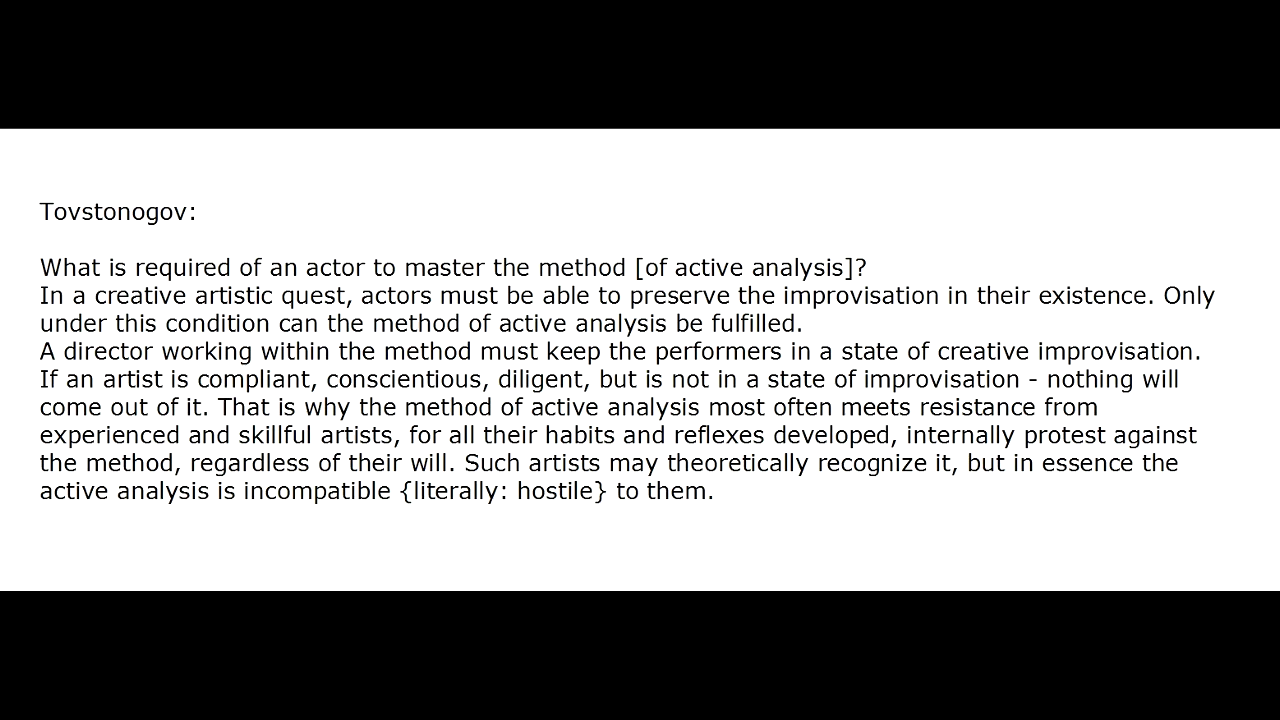 Tovstonogov:
What is required of an actor to master the method [of active analysis]?
In a creative artistic quest, actors must be able to preserve the improvisation in their existence. Only
under this condition can the method of active analysis be fulfilled.
A director working within the method must keep the performers in a state of creative improvisation.
If an artist is compliant, conscientious, diligent, but is not in a state of improvisation - nothing will
come out of it. That is why the method of active analysis most often meets resistance from
experienced and skillful artists, for all their habits and reflexes developed, internally protest against
the method, regardless of their will. Such artists may theoretically recognize it, but in essence the
active analysis is incompatible {literally: hostile} to them.